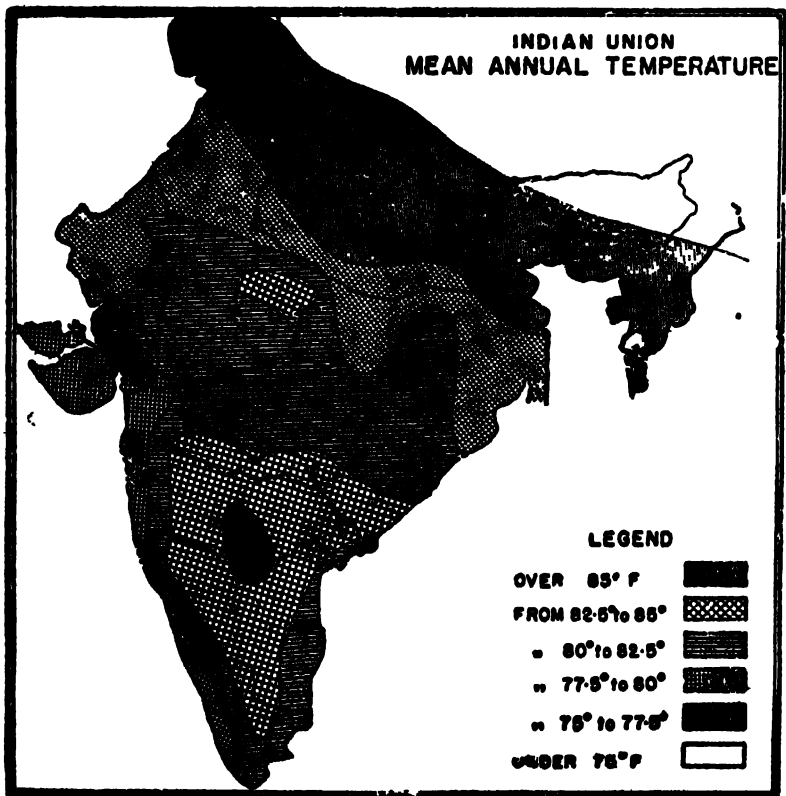 INDIAN UNION
MEAN ANNUAL TEMPERATURE
LEGEND
OVER 85° F
FROM 82·5° to 85°
„ 80° to 82·5°
„ 77·5° to 80°
„ 75° to 77·5°
UNDER 75° F